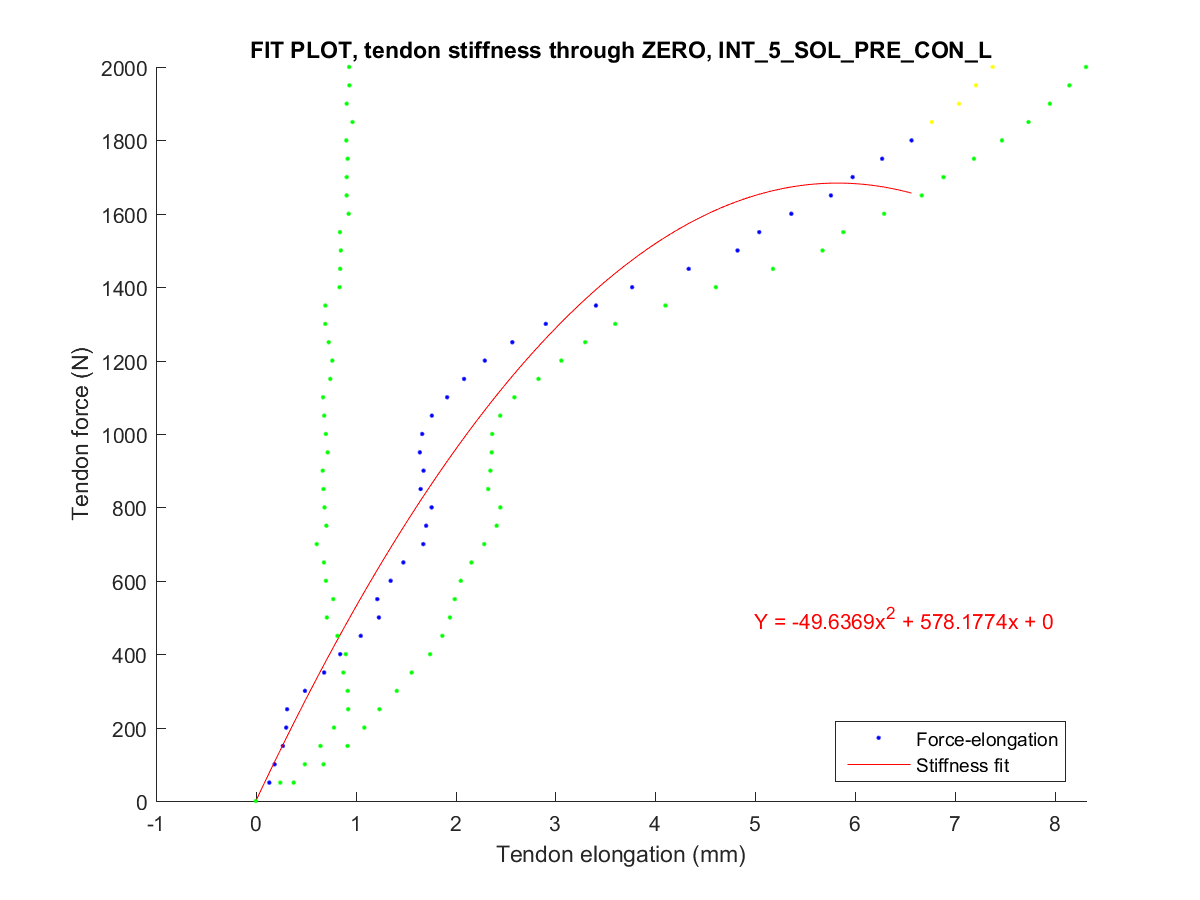 FIT PLOT, tendon stiffness through ZERO, INT_5_SOL_PRE_CON_L
2000
1800
1600
1400
1200
1000
800
600
400
200
0
Tendon force (N)
Y = -49.6369x² + 578.1774x + 0
Force-elongation
Stiffness fit
-1 0 1 2 3 4 5 6 7 8
Tendon elongation (mm)